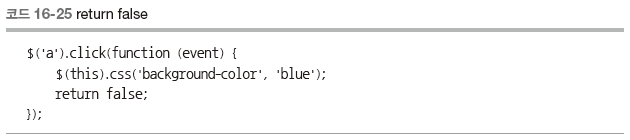 코드 16-25 return false
$('a').click(function (event) {
    $(this).css('background-color', 'blue');
    return false;
});